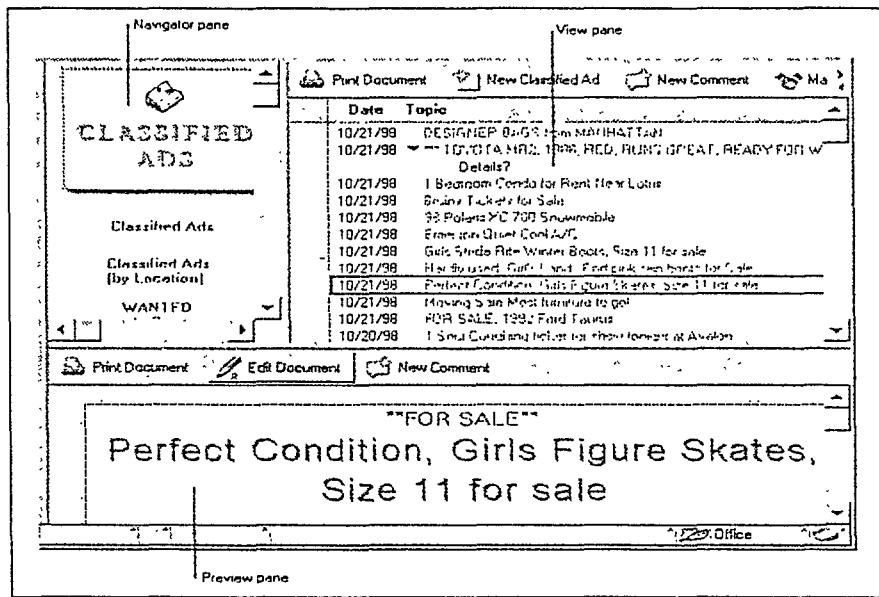 Navigator pane
View pane
Print Document New Classified Ad New Comment Ma
Date Topic
CLASSIFIED
ADS
10/21/98 DESIGNER BAGS from MANHATTAN
10/21/98 TOYOTA MR2, 1986, RED, RUNS GREAT, READY FOR W
Details?
10/21/98 1 Bedroom Condo for Rent Near Lotus
10/21/98 Bruins Tickets for Sale
10/21/98 98 Polaris XC 700 Snowmobile
10/21/98 Emerson Quiet Cool A/C
10/21/98 Girls Stride Rite Winter Boots, Size 11 for sale
10/21/98 Hardly used, Girls Land End pink for Sale
10/21/98 Perfect Condition, Girls Figure Skates, Size 11 for sale
10/21/98 Moving Sale Most furniture to go!
10/21/98 FOR SALE, 1992 Ford Taurus
10/20/98 1 ticket for show tonight at Avalon
Classified Ads
Classified Ads
(by Location)
WANTED
Print Document Edit Document New Comment
**FOR SALE**
Perfect Condition, Girls Figure Skates,
Size 11 for sale
Office
Preview pane